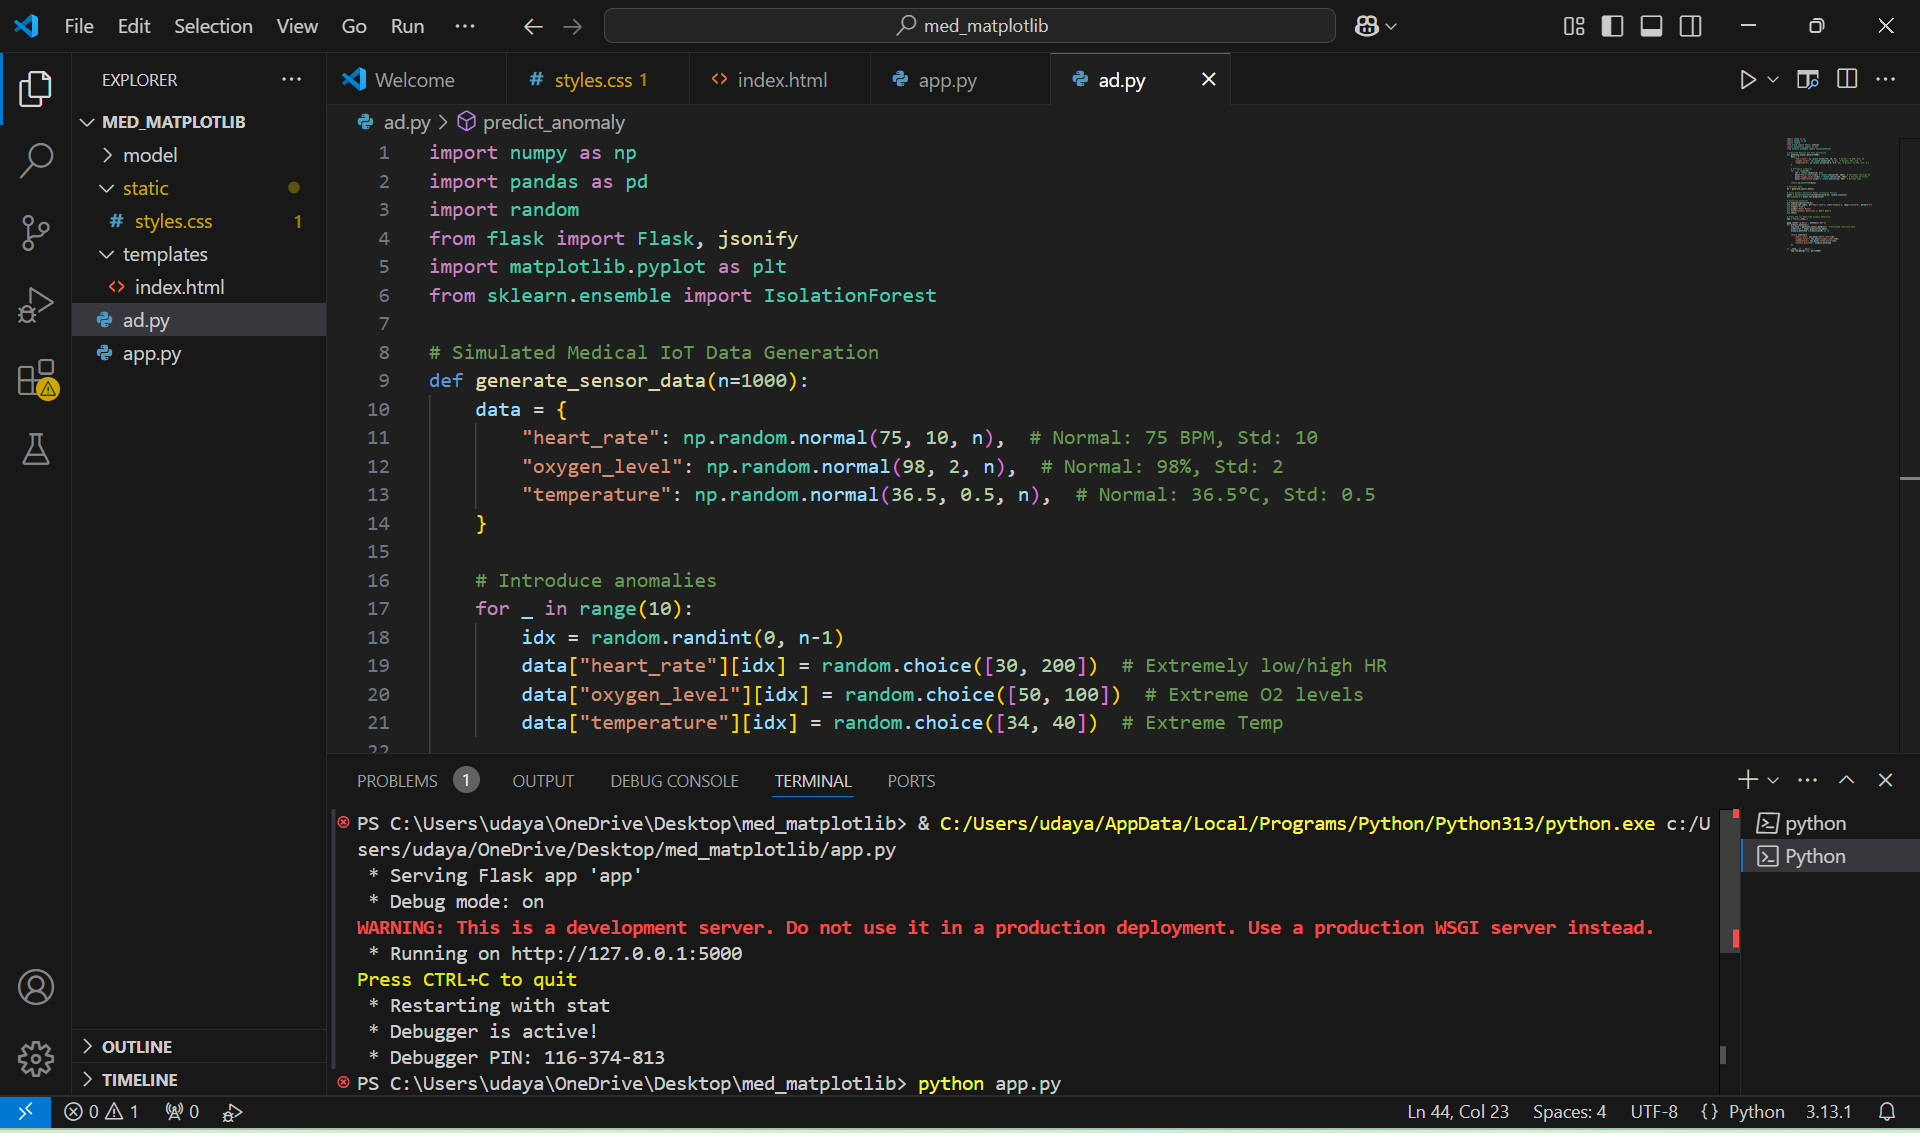 File Edit Selection View Go Run ··· med_matplotlib
EXPLORER ···
Welcome # styles.css 1 <> index.html app.py ad.py
MED_MATPLOTLIB
model
static
# styles.css 1
templates
<> index.html
ad.py
app.py
OUTLINE
TIMELINE
ad.py > predict_anomaly
1 import numpy as np
2 import pandas as pd
3 import random
4 from flask import Flask, jsonify
5 import matplotlib.pyplot as plt
6 from sklearn.ensemble import IsolationForest
7
8 # Simulated Medical IoT Data Generation
9 def generate_sensor_data(n=1000):
10 data = {
11 "heart_rate": np.random.normal(75, 10, n), # Normal: 75 BPM, Std: 10
12 "oxygen_level": np.random.normal(98, 2, n), # Normal: 98%, Std: 2
13 "temperature": np.random.normal(36.5, 0.5, n), # Normal: 36.5°C, Std: 0.5
14 }
15
16 # Introduce anomalies
17 for _ in range(10):
18 idx = random.randint(0, n-1)
19 data["heart_rate"][idx] = random.choice([30, 200]) # Extremely low/high HR
20 data["oxygen_level"][idx] = random.choice([50, 100]) # Extreme O2 levels
21 data["temperature"][idx] = random.choice([34, 40]) # Extreme Temp
22
PROBLEMS 1 OUTPUT DEBUG CONSOLE TERMINAL PORTS
PS C:\Users\udaya\OneDrive\Desktop\med_matplotlib> & C:/Users/udaya/AppData/Local/Programs/Python/Python313/python.exe c:/U
sers/udaya/OneDrive/Desktop/med_matplotlib/app.py
* Serving Flask app 'app'
* Debug mode: on
WARNING: This is a development server. Do not use it in a production deployment. Use a production WSGI server instead.
* Running on http://127.0.0.1:5000
Press CTRL+C to quit
* Restarting with stat
* Debugger is active!
* Debugger PIN: 116-374-813
PS C:\Users\udaya\OneDrive\Desktop\med_matplotlib> python app.py
python
Python
0 1 0 Ln 44, Col 23 Spaces: 4 UTF-8 {} Python 3.13.1